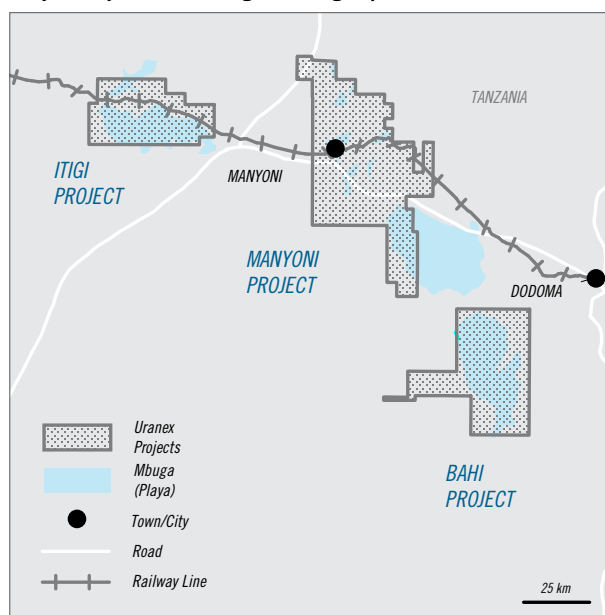 TANZANIA
ITIGI
PROJECT
MANYONI
MANYONI
PROJECT
DODOMA
BAHI
PROJECT
Uranex
Projects
Mbuga
(Playa)
Town/City
Road
Railway Line
25 km